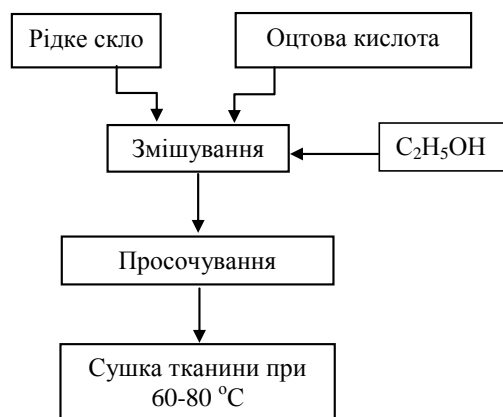 Рідке скло
Оцтова кислота
Змішування
C₂H₅OH
Просочування
Сушка тканини при
60-80 °C